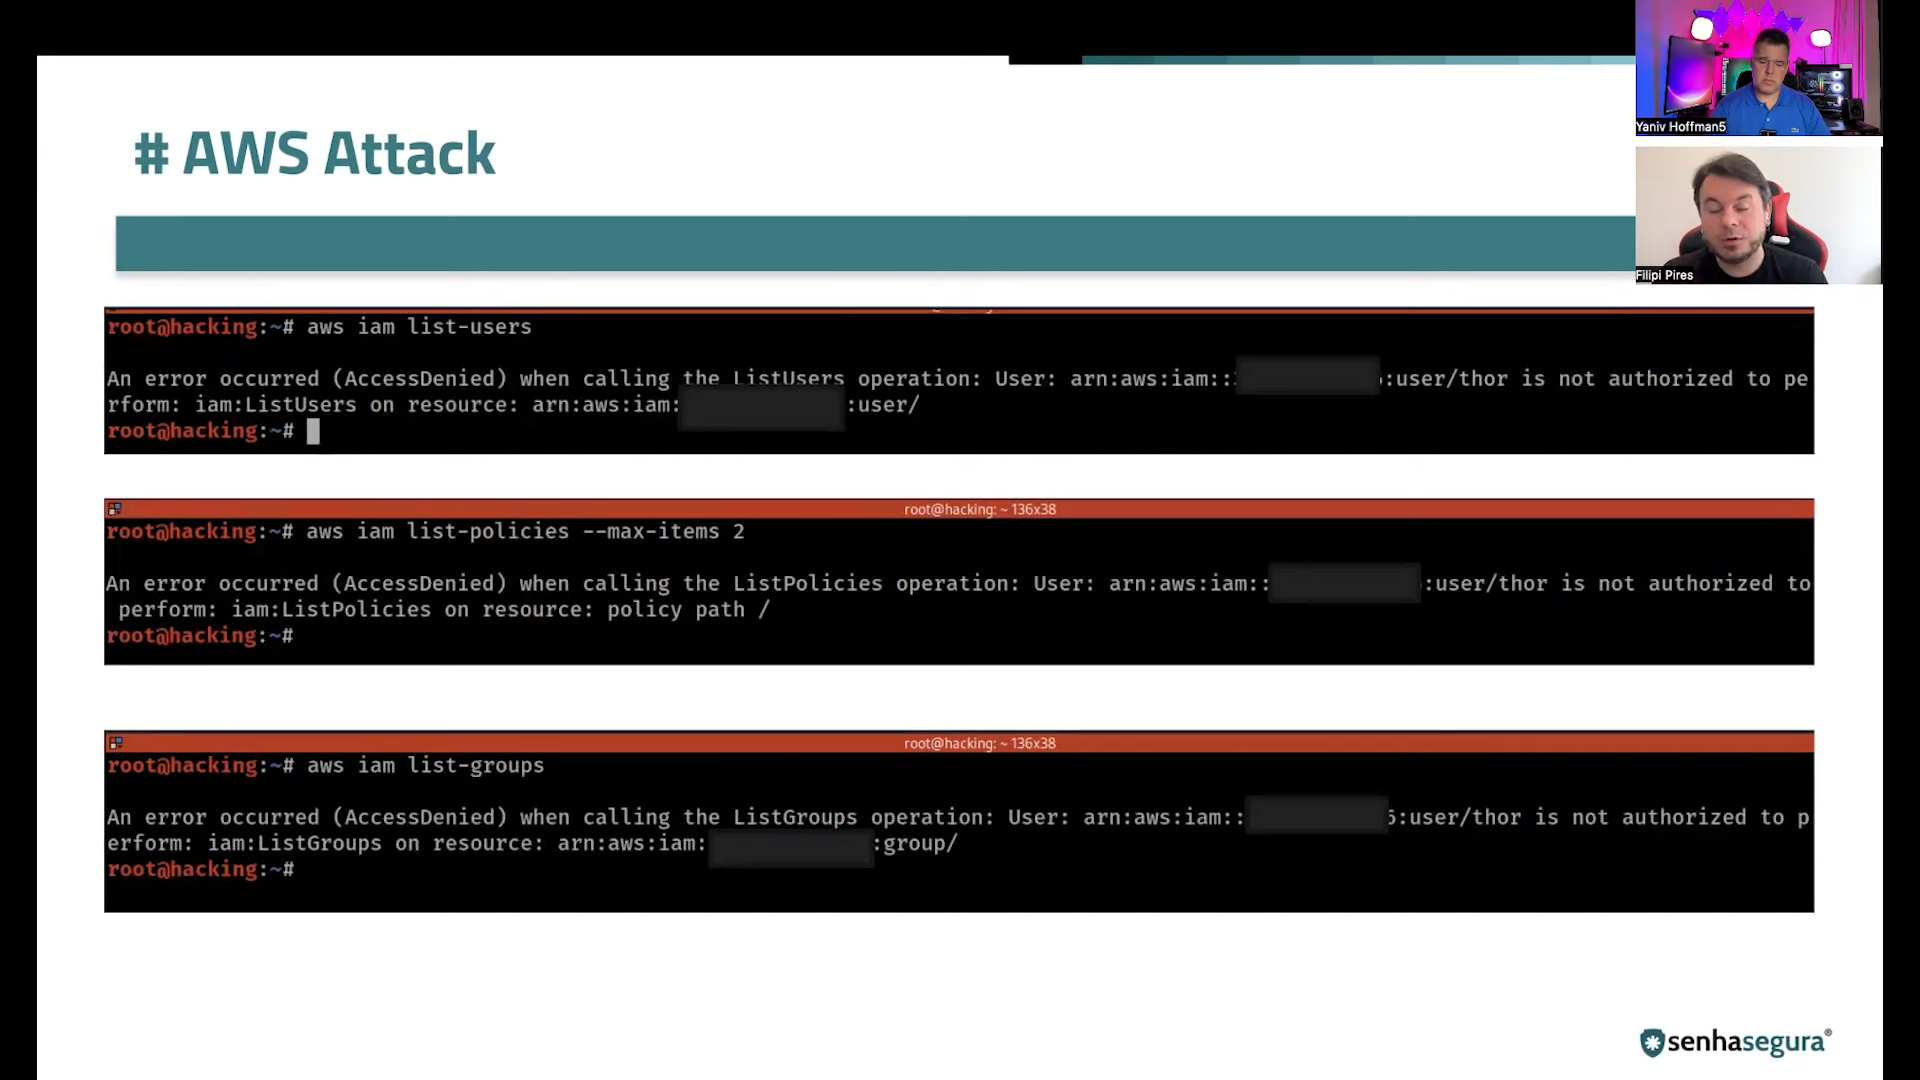 Yaniv Hoffman5
# AWS Attack
Filipi Pires
root@hacking:~# aws iam list-users
An error occurred (AccessDenied) when calling the ListUsers operation: User: arn:aws:iam:: :user/thor is not authorized to pe
rform: iam:ListUsers on resource: arn:aws:iam: :user/
root@hacking:~#
root@hacking: ~ 136x38
root@hacking:~# aws iam list-policies --max-items 2
An error occurred (AccessDenied) when calling the ListPolicies operation: User: arn:aws:iam:: :user/thor is not authorized to
perform: iam:ListPolicies on resource: policy path /
root@hacking:~#
root@hacking: ~ 136x38
root@hacking:~# aws iam list-groups
An error occurred (AccessDenied) when calling the ListGroups operation: User: arn:aws:iam:: 6:user/thor is not authorized to p
erform: iam:ListGroups on resource: arn:aws:iam: :group/
root@hacking:~#
senhasegura®